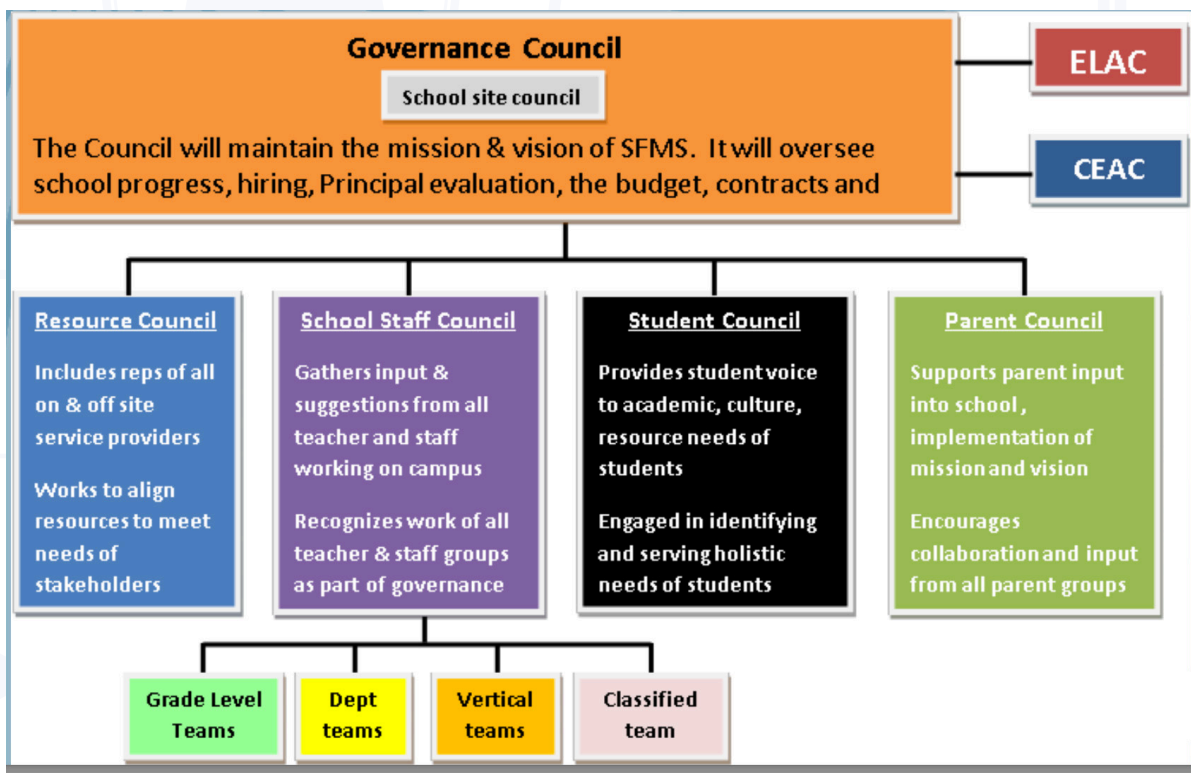 Governance Council
School site council
The Council will maintain the mission & vision of SFMS. It will oversee
school progress, hiring, Principal evaluation, the budget, contracts and
ELAC
CEAC
Resource Council
Includes reps of all
on & off site
service providers
Works to align
resources to meet
needs of
stakeholders
School Staff Council
Gathers input &
suggestions from all
teacher and staff
working on campus
Recognizes work of all
teacher & staff groups
as part of governance
Student Council
Provides student voice
to academic, culture,
resource needs of
students
Engaged in identifying
and serving holistic
needs of students
Parent Council
Supports parent input
into school,
implementation of
mission and vision
Encourages
collaboration and input
from all parent groups
Grade Level
Teams
Dept
teams
Vertical
teams
Classified
team